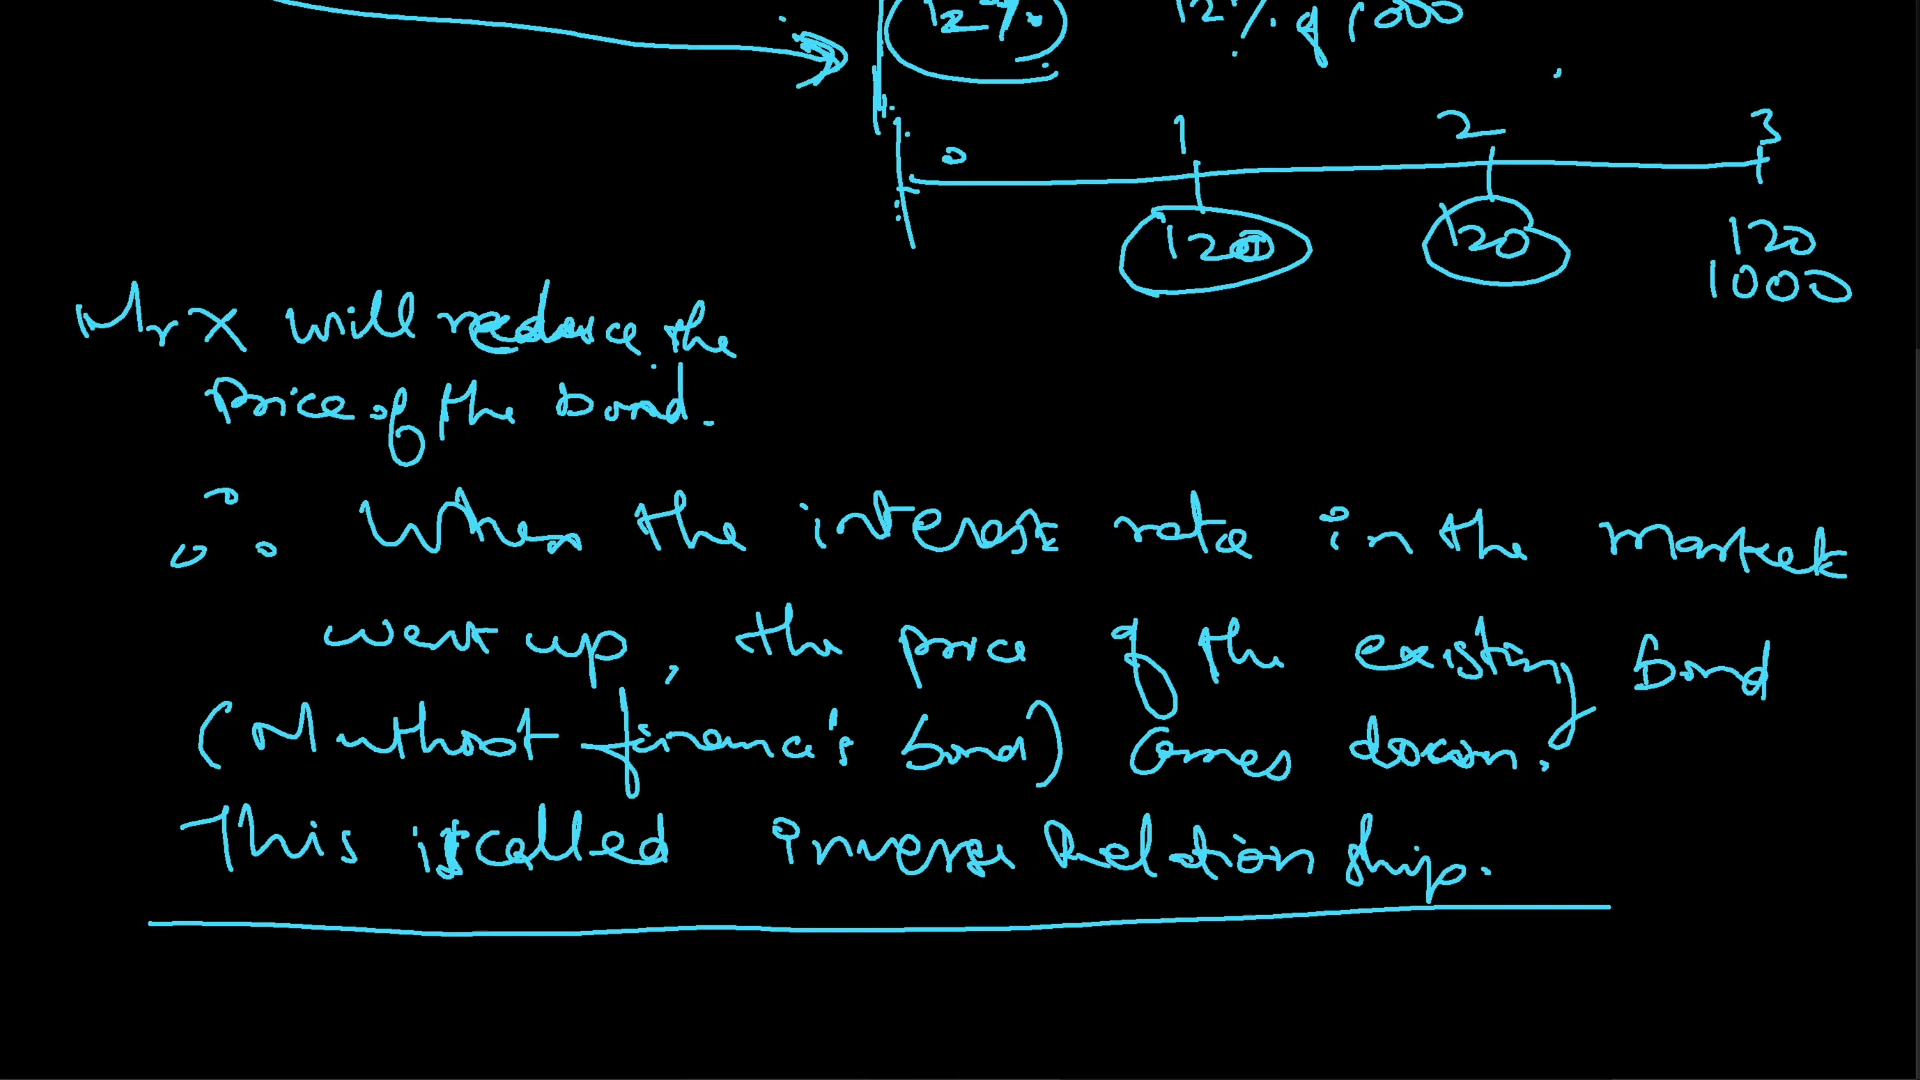 12% 12% of 1000
0 1 2 3
120 120 120
1000
Mr X will reduce the
Price of the bond.
∴ When the interest rate in the market
went up, the price of the existing bond
(Muthoot finance's bond) comes down.
This is called inverse Relationship.